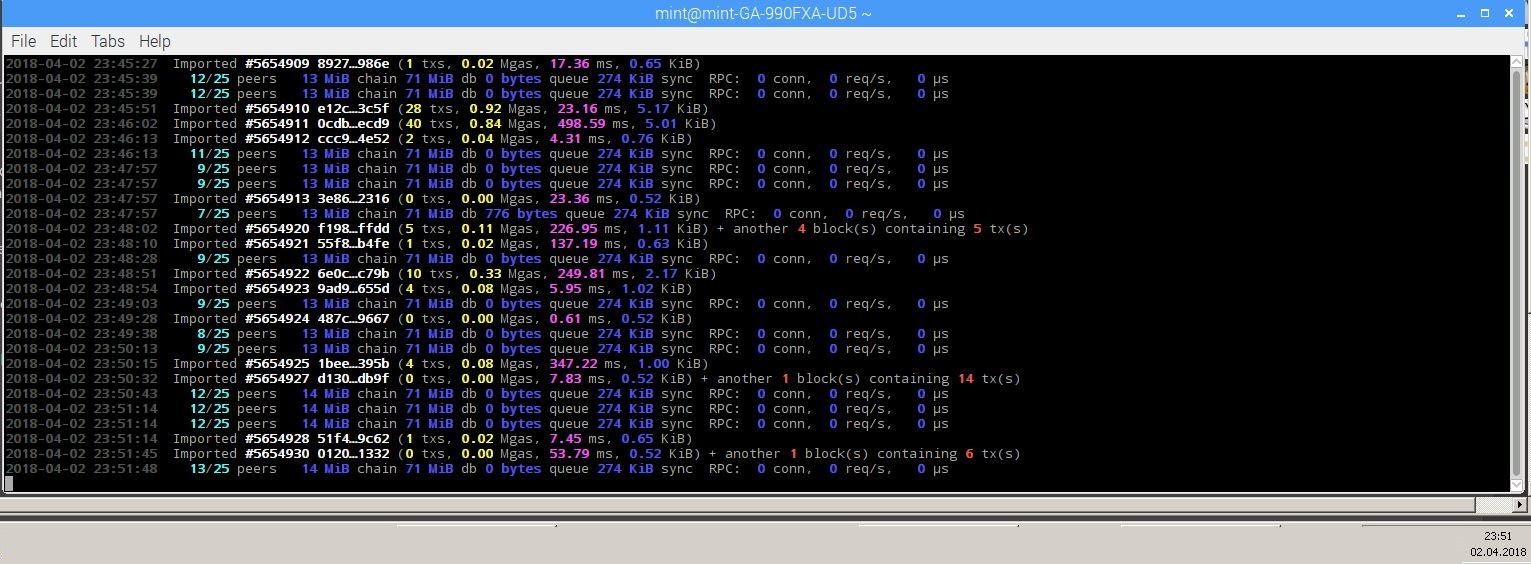 mint@mint-GA-990FXA-UD5 ~
File Edit Tabs Help
2018-04-02 23:45:27 Imported #5654909 8927…986e (1 txs, 0.02 Mgas, 17.36 ms, 0.65 KiB)
2018-04-02 23:45:39 12/25 peers 13 MiB chain 71 MiB db 0 bytes queue 274 KiB sync RPC: 0 conn, 0 req/s, 0 µs
2018-04-02 23:45:39 12/25 peers 13 MiB chain 71 MiB db 0 bytes queue 274 KiB sync RPC: 0 conn, 0 req/s, 0 µs
2018-04-02 23:45:51 Imported #5654910 e12c…3c5f (28 txs, 0.92 Mgas, 23.16 ms, 5.17 KiB)
2018-04-02 23:46:02 Imported #5654911 0cdb…ecd9 (40 txs, 0.84 Mgas, 498.59 ms, 5.01 KiB)
2018-04-02 23:46:13 Imported #5654912 ccc9…4e52 (2 txs, 0.04 Mgas, 4.31 ms, 0.76 KiB)
2018-04-02 23:46:13 11/25 peers 13 MiB chain 71 MiB db 0 bytes queue 274 KiB sync RPC: 0 conn, 0 req/s, 0 µs
2018-04-02 23:47:57 9/25 peers 13 MiB chain 71 MiB db 0 bytes queue 274 KiB sync RPC: 0 conn, 0 req/s, 0 µs
2018-04-02 23:47:57 9/25 peers 13 MiB chain 71 MiB db 0 bytes queue 274 KiB sync RPC: 0 conn, 0 req/s, 0 µs
2018-04-02 23:47:57 Imported #5654913 3e86…2316 (0 txs, 0.00 Mgas, 23.36 ms, 0.52 KiB)
2018-04-02 23:47:57 7/25 peers 13 MiB chain 71 MiB db 776 bytes queue 274 KiB sync RPC: 0 conn, 0 req/s, 0 µs
2018-04-02 23:48:02 Imported #5654920 f198…ffdd (5 txs, 0.11 Mgas, 226.95 ms, 1.11 KiB) + another 4 block(s) containing 5 tx(s)
2018-04-02 23:48:10 Imported #5654921 55f8…b4fe (1 txs, 0.02 Mgas, 137.19 ms, 0.63 KiB)
2018-04-02 23:48:28 9/25 peers 13 MiB chain 71 MiB db 0 bytes queue 274 KiB sync RPC: 0 conn, 0 req/s, 0 µs
2018-04-02 23:48:51 Imported #5654922 6e0c…c79b (10 txs, 0.33 Mgas, 249.81 ms, 2.17 KiB)
2018-04-02 23:48:54 Imported #5654923 9ad9…655d (4 txs, 0.08 Mgas, 5.95 ms, 1.02 KiB)
2018-04-02 23:49:03 9/25 peers 13 MiB chain 71 MiB db 0 bytes queue 274 KiB sync RPC: 0 conn, 0 req/s, 0 µs
2018-04-02 23:49:28 Imported #5654924 487c…9667 (0 txs, 0.00 Mgas, 0.61 ms, 0.52 KiB)
2018-04-02 23:49:38 8/25 peers 13 MiB chain 71 MiB db 0 bytes queue 274 KiB sync RPC: 0 conn, 0 req/s, 0 µs
2018-04-02 23:50:13 9/25 peers 13 MiB chain 71 MiB db 0 bytes queue 274 KiB sync RPC: 0 conn, 0 req/s, 0 µs
2018-04-02 23:50:15 Imported #5654925 1bee…395b (4 txs, 0.08 Mgas, 347.22 ms, 1.00 KiB)
2018-04-02 23:50:32 Imported #5654927 d130…db9f (0 txs, 0.00 Mgas, 7.83 ms, 0.52 KiB) + another 1 block(s) containing 14 tx(s)
2018-04-02 23:50:43 12/25 peers 14 MiB chain 71 MiB db 0 bytes queue 274 KiB sync RPC: 0 conn, 0 req/s, 0 µs
2018-04-02 23:51:14 12/25 peers 14 MiB chain 71 MiB db 0 bytes queue 274 KiB sync RPC: 0 conn, 0 req/s, 0 µs
2018-04-02 23:51:14 12/25 peers 14 MiB chain 71 MiB db 0 bytes queue 274 KiB sync RPC: 0 conn, 0 req/s, 0 µs
2018-04-02 23:51:14 Imported #5654928 51f4…9c62 (1 txs, 0.02 Mgas, 7.45 ms, 0.65 KiB)
2018-04-02 23:51:45 Imported #5654930 0120…1332 (0 txs, 0.00 Mgas, 53.79 ms, 0.52 KiB) + another 1 block(s) containing 6 tx(s)
2018-04-02 23:51:48 13/25 peers 14 MiB chain 71 MiB db 0 bytes queue 274 KiB sync RPC: 0 conn, 0 req/s, 0 µs
23:51
02.04.2018